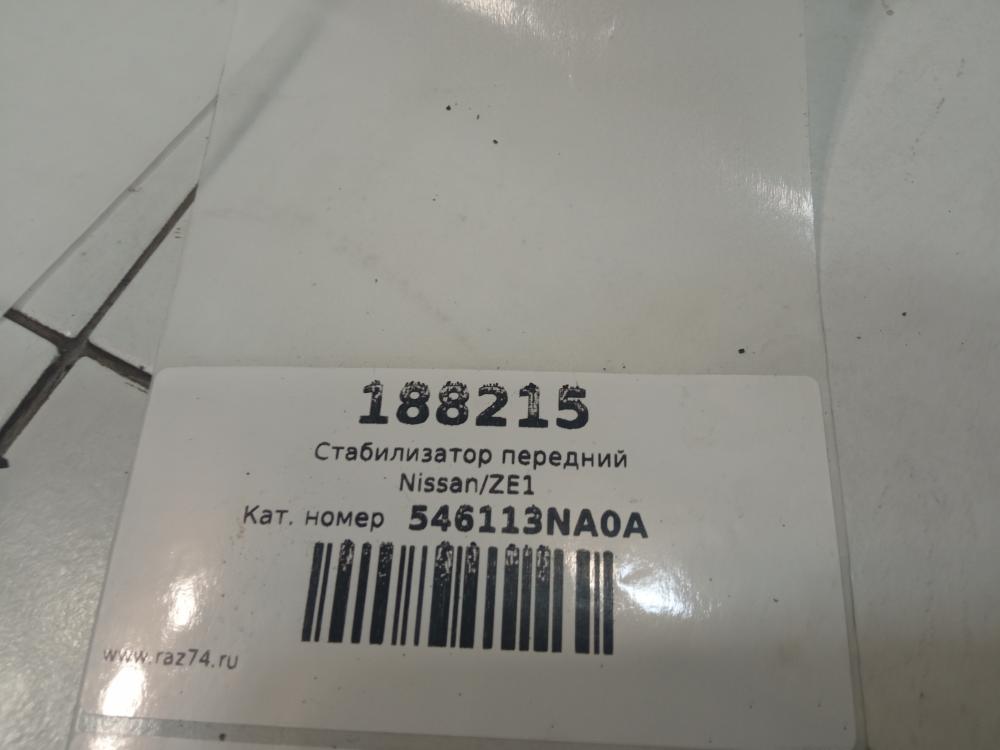 188215
Стабилизатор передний
Nissan/ZE1
Кат. номер 546113NA0A
www.raz74.ru